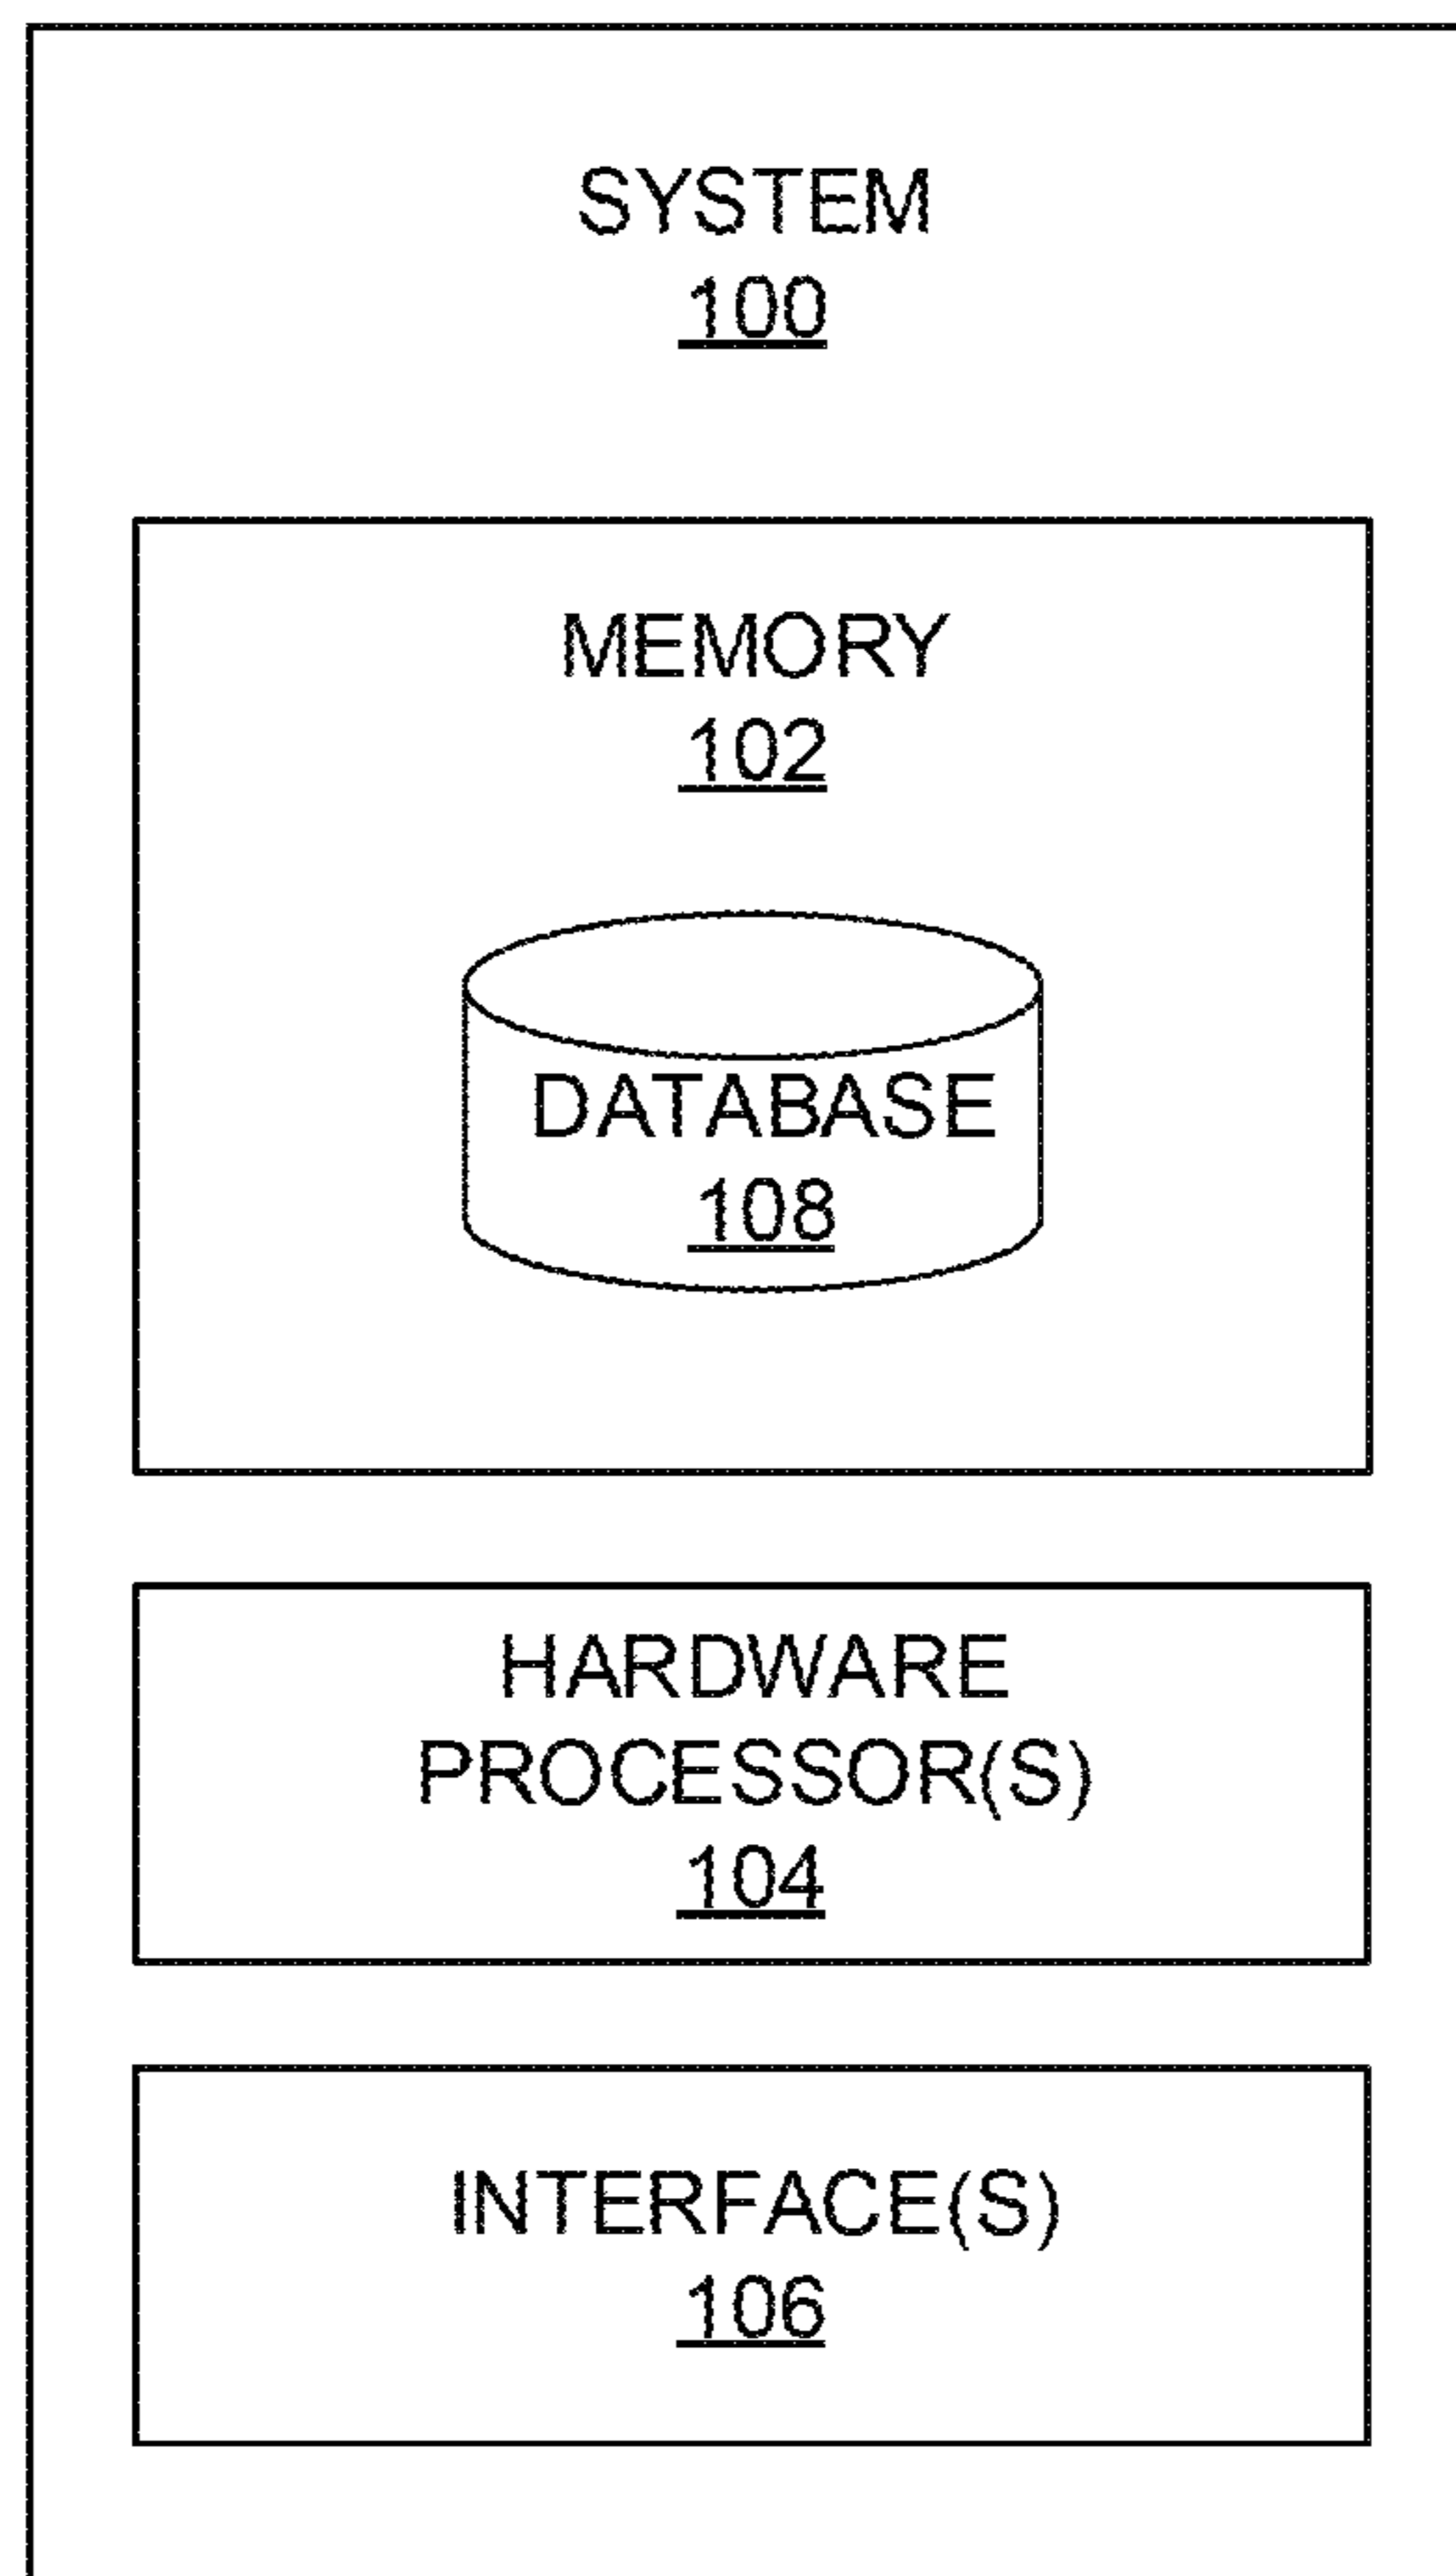 SYSTEM
100
MEMORY
102
DATABASE
108
HARDWARE
PROCESSOR(S)
104
INTERFACE(S)
106